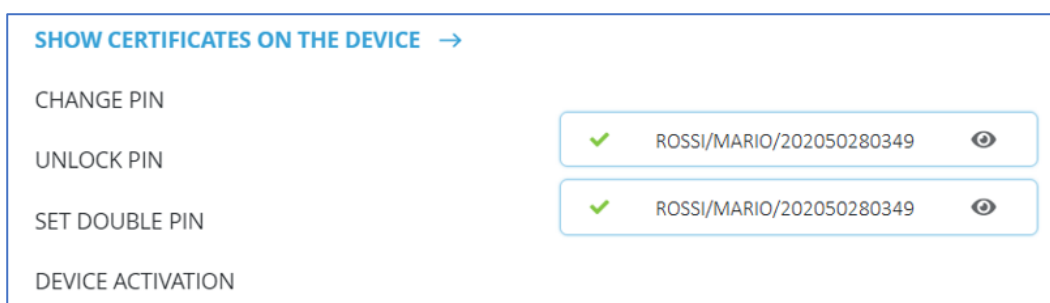 SHOW CERTIFICATES ON THE DEVICE →
CHANGE PIN
ROSSI/MARIO/202050280349
UNLOCK PIN
ROSSI/MARIO/202050280349
SET DOUBLE PIN
DEVICE ACTIVATION